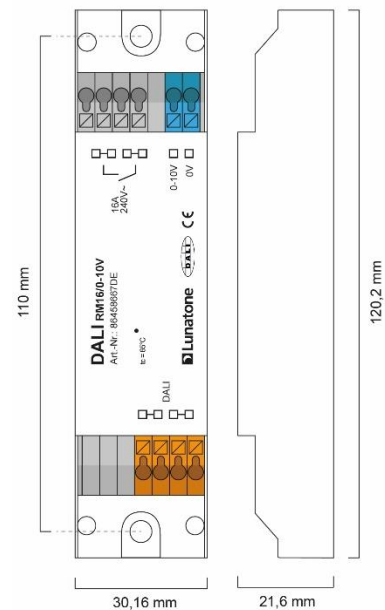 16A
240V~
0-10V
0V
DALI RM16/0-10V
Art.-Nr.: 86458667DE
tc=65°C
Lunatone
DALI
CE
DALI
110 mm
120,2 mm
30,16 mm
21,6 mm